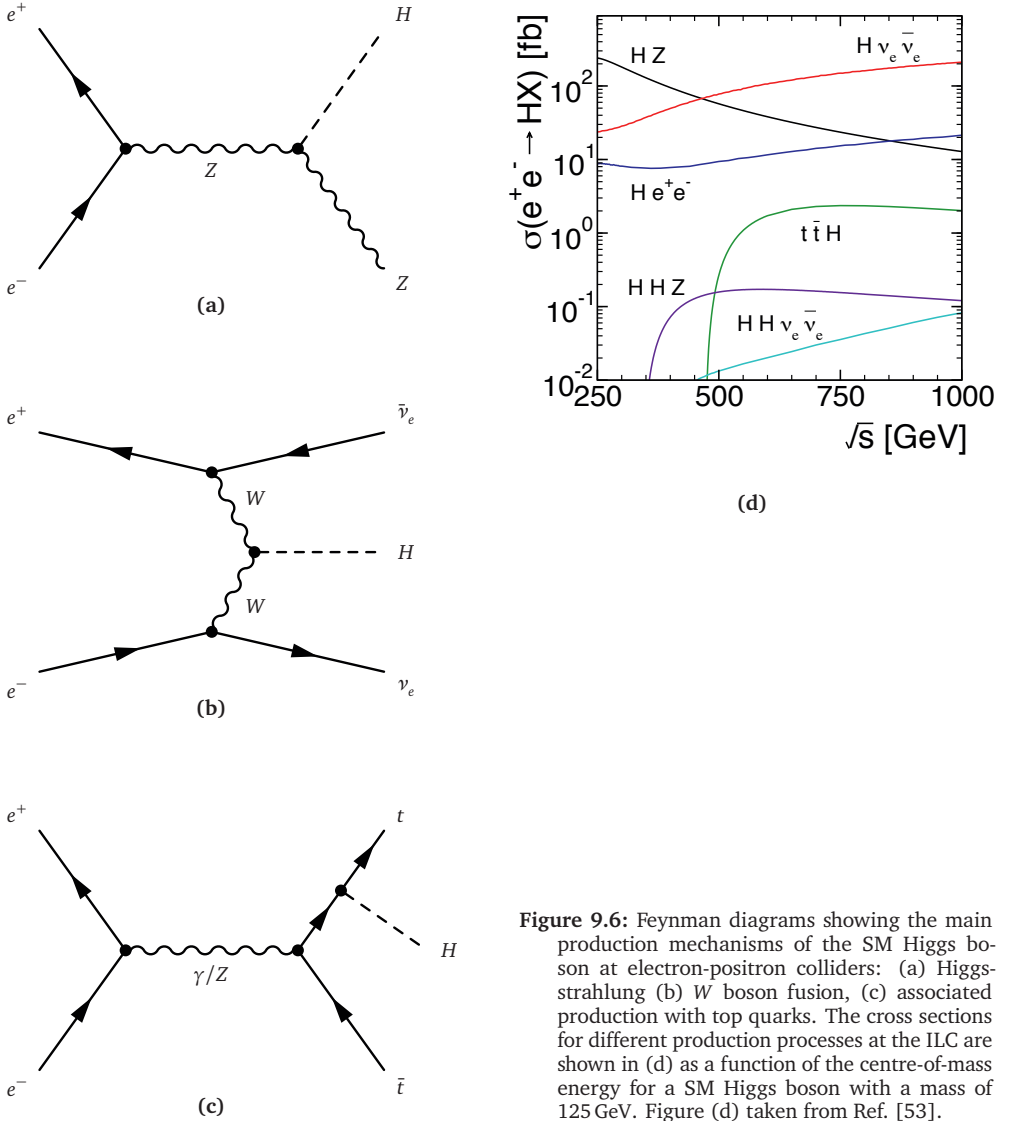 e⁺
H
Z
e⁻
Z
(a)
e⁺
ν̄ₑ
W
H
W
e⁻
νₑ
(b)
e⁺
t
H
γ/Z
e⁻
t̄
(c)
σ(e⁺e⁻ → HX) [fb]
H Z
H νₑ ν̄ₑ
10²
10¹
H e⁺e⁻
10⁰
t t̄ H
H H Z
10⁻¹
H H νₑ ν̄ₑ
10⁻²
250 500 750 1000
√s [GeV]
(d)
Figure 9.6: Feynman diagrams showing the main
production mechanisms of the SM Higgs bo-
son at electron-positron colliders: (a) Higgs-
strahlung (b) W boson fusion, (c) associated
production with top quarks. The cross sections
for different production processes at the ILC are
shown in (d) as a function of the centre-of-mass
energy for a SM Higgs boson with a mass of
125 GeV. Figure (d) taken from Ref. [53].